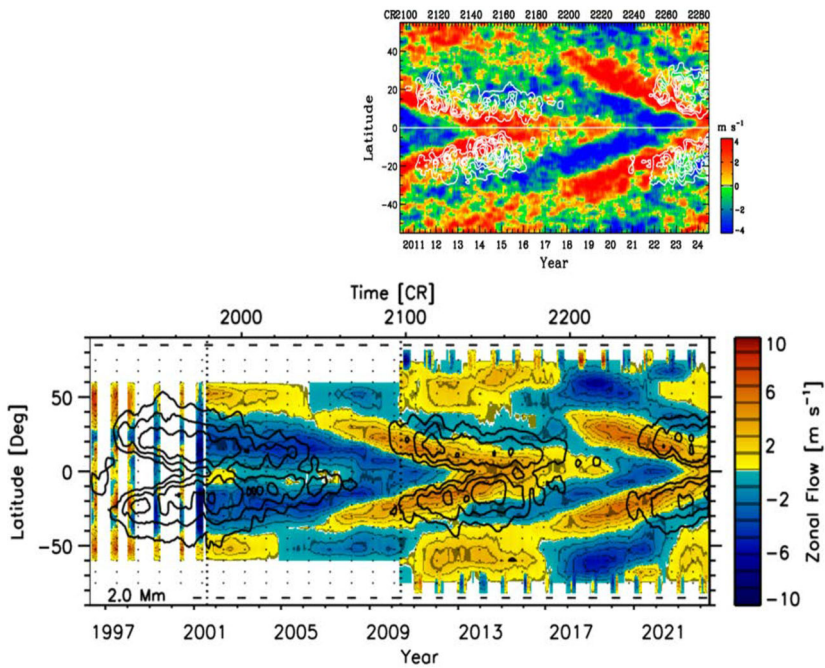 CR2100 2120 2140 2160 2180 2200 2220 2240 2260 2280
40
20
0
-20
-40
Latitude
m s⁻¹
4
2
0
-2
-4
2011 12 13 14 15 16 17 18 19 20 21 22 23 24
Year
Time [CR]
2000 2100 2200
50
0
-50
Latitude [Deg]
2.0 Mm
10
6
2
-2
-6
-10
Zonal Flow [m s⁻¹]
1997 2001 2005 2009 2013 2017 2021
Year